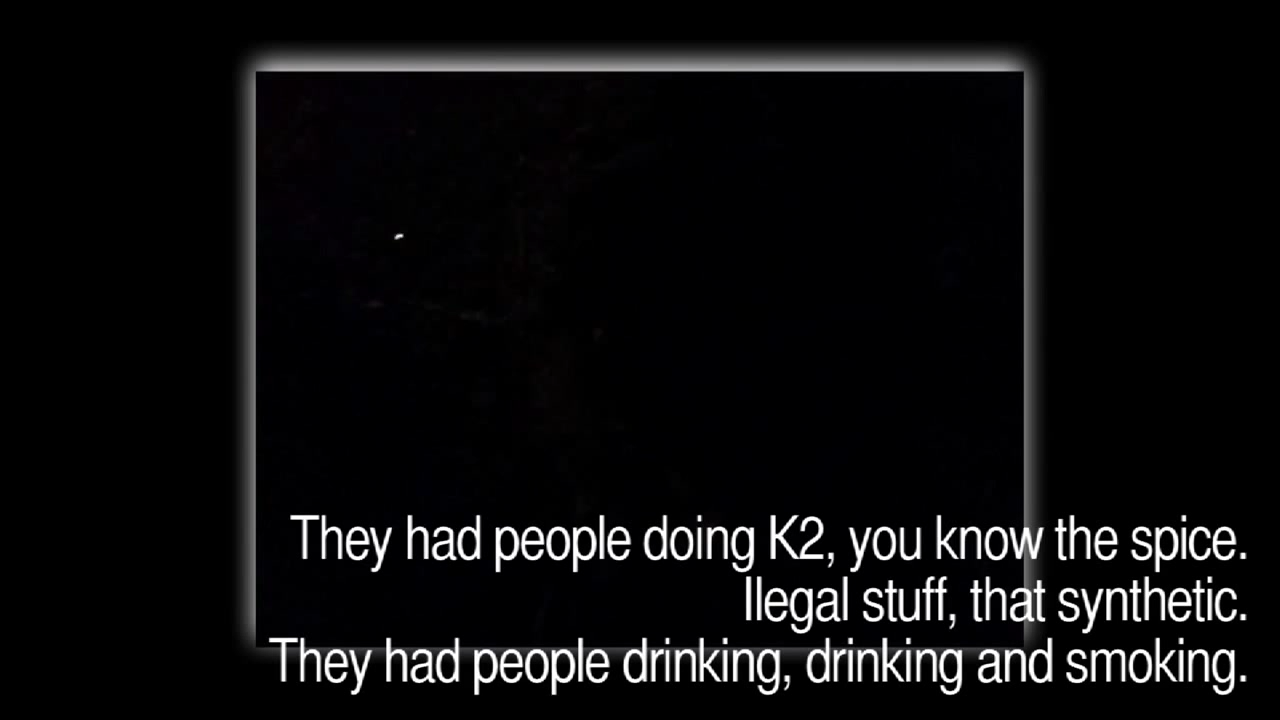 They had people doing K2, you know the spice.
Ilegal stuff, that synthetic.
They had people drinking, drinking and smoking.